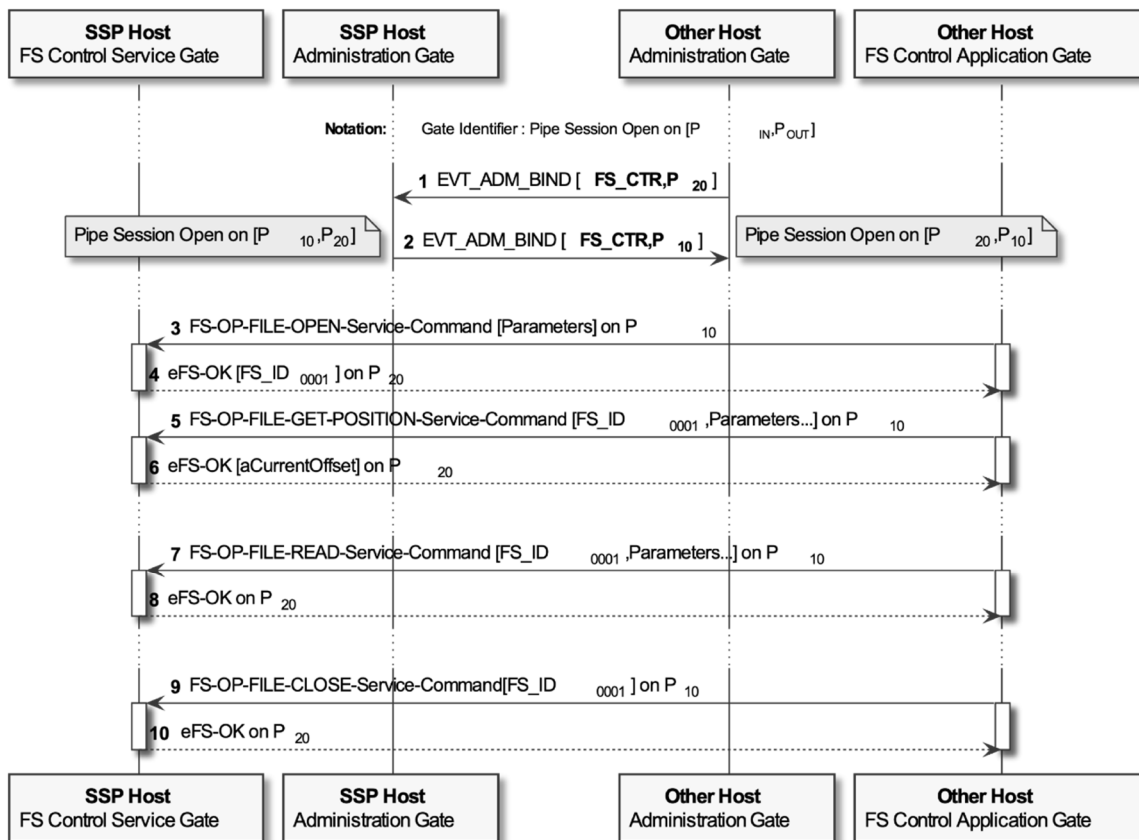 SSP Host
FS Control Service Gate
SSP Host
Administration Gate
Other Host
Administration Gate
Other Host
FS Control Application Gate
Notation: Gate Identifier : Pipe Session Open on [P IN,POUT]
1 EVT_ADM_BIND [ FS_CTR,P 20 ]
Pipe Session Open on [P 10 ,P20]
2 EVT_ADM_BIND [ FS_CTR,P 10 ]
Pipe Session Open on [P 20 ,P10]
3 FS-OP-FILE-OPEN-Service-Command [Parameters] on P 10
4 eFS-OK [FS_ID 0001 ] on P 20
5 FS-OP-FILE-GET-POSITION-Service-Command [FS_ID 0001 ,Parameters...] on P 10
6 eFS-OK [aCurrentOffset] on P 20
7 FS-OP-FILE-READ-Service-Command [FS_ID 0001 ,Parameters...] on P 10
8 eFS-OK on P 20
9 FS-OP-FILE-CLOSE-Service-Command[FS_ID 0001 ] on P 10
10 eFS-OK on P 20
SSP Host
FS Control Service Gate
SSP Host
Administration Gate
Other Host
Administration Gate
Other Host
FS Control Application Gate